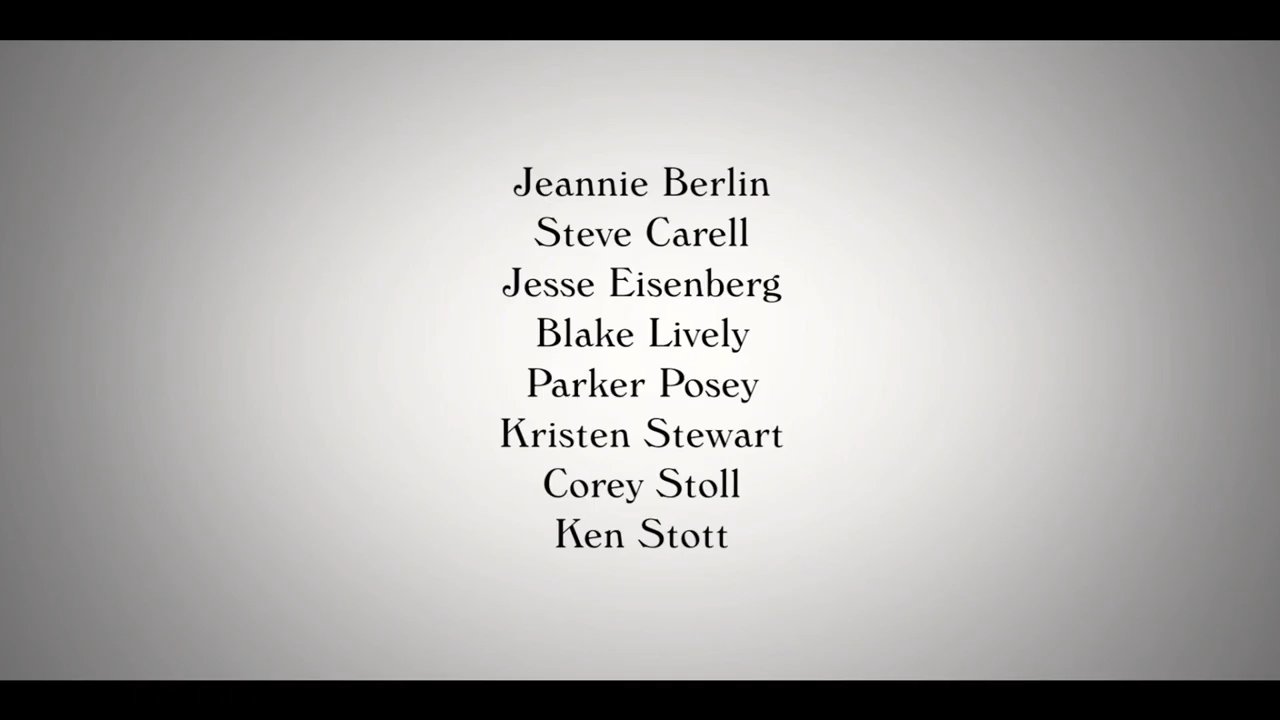 Jeannie Berlin
Steve Carell
Jesse Eisenberg
Blake Lively
Parker Posey
Kristen Stewart
Corey Stoll
Ken Stott